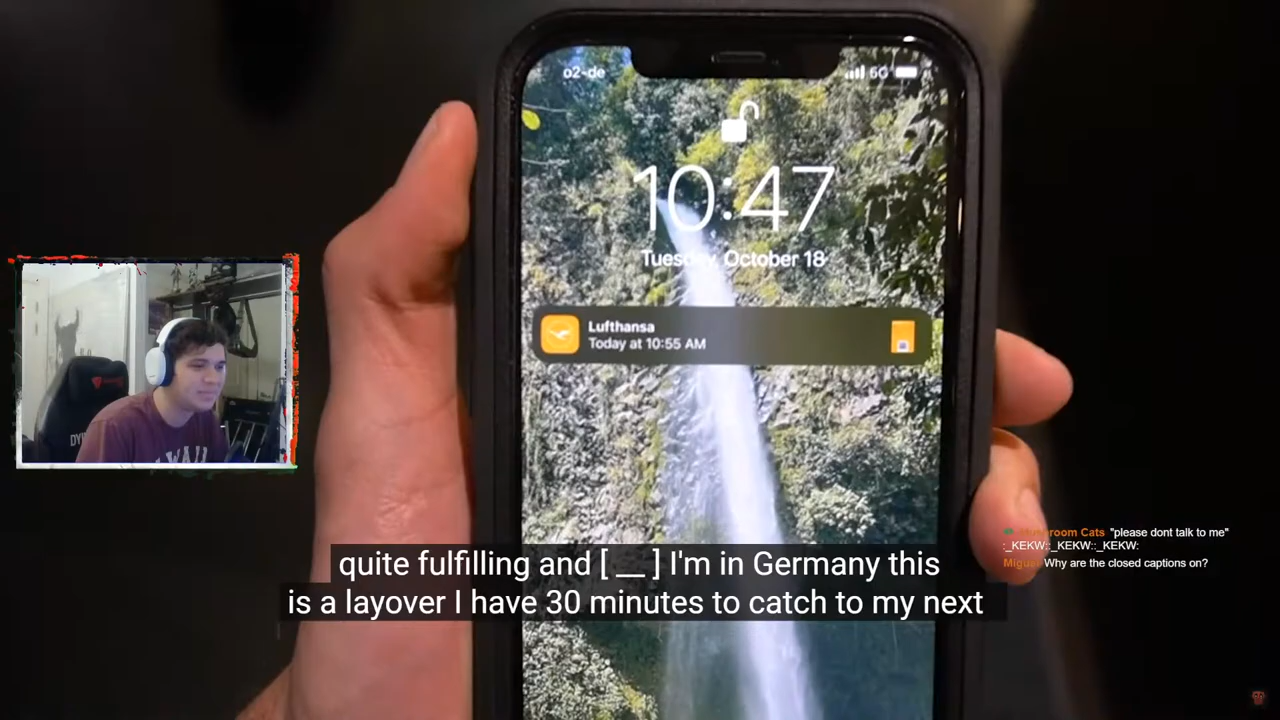 o2-de
5G
10:47
Tuesday, October 18
Lufthansa
Today at 10:55 AM
quite fulfilling and [ __ ] I'm in Germany this
is a layover I have 30 minutes to catch to my next
Cats "please dont talk to me"
:_KEKW::_KEKW::_KEKW:
Why are the closed captions on?